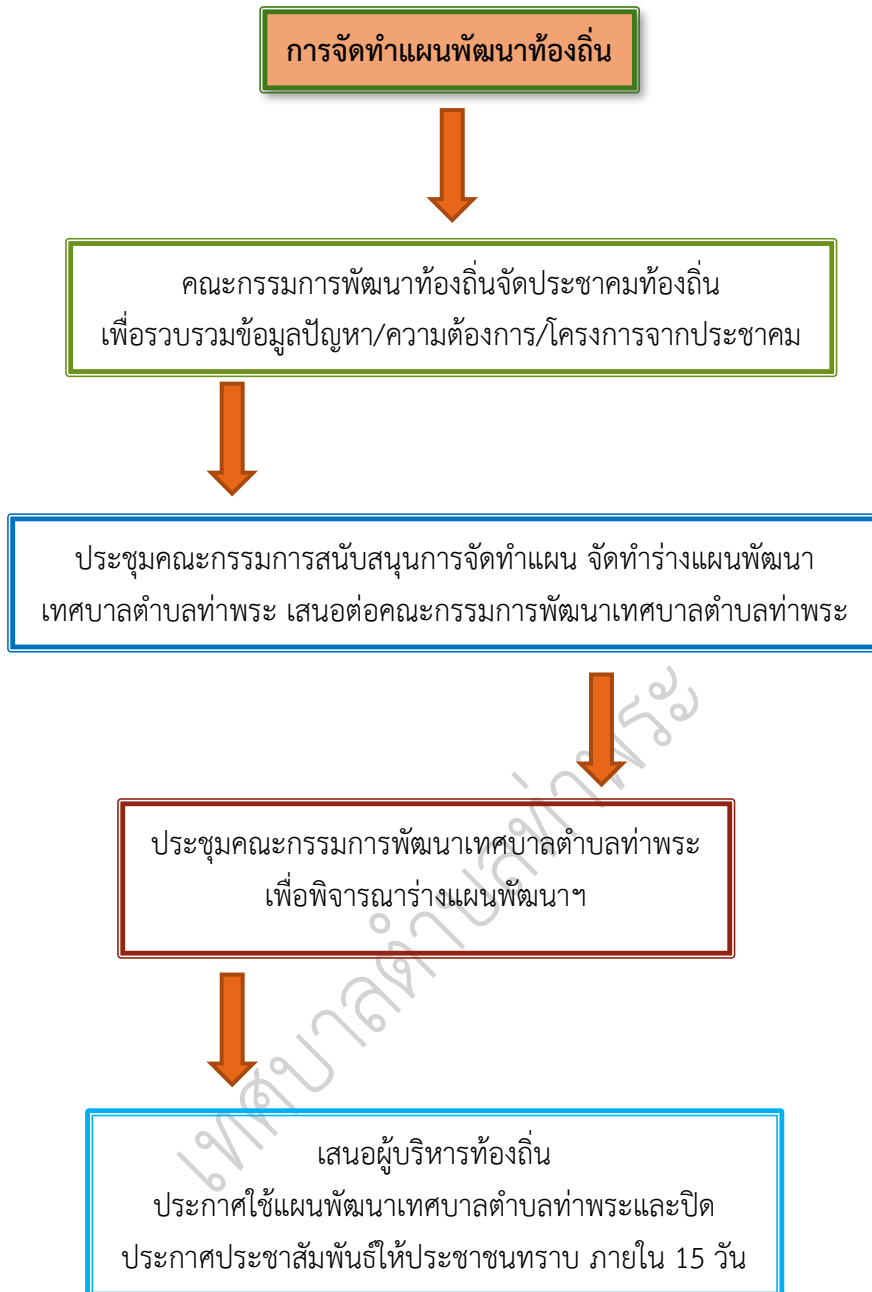 การจัดทำแผนพัฒนาท้องถิ่น
คณะกรรมการพัฒนาท้องถิ่นจัดประชาคมท้องถิ่น
เพื่อรวบรวมข้อมูลปัญหา/ความต้องการ/โครงการจากประชาคม
ประชุมคณะกรรมการสนับสนุนการจัดทำแผน จัดทำร่างแผนพัฒนา
เทศบาลตำบลท่าพระ เสนอต่อคณะกรรมการพัฒนาเทศบาลตำบลท่าพระ
ประชุมคณะกรรมการพัฒนาเทศบาลตำบลท่าพระ
เพื่อพิจารณาร่างแผนพัฒนาฯ
เสนอผู้บริหารท้องถิ่น
ประกาศใช้แผนพัฒนาเทศบาลตำบลท่าพระและปิด
ประกาศประชาสัมพันธ์ให้ประชาชนทราบ ภายใน 15 วัน
เทศบาลตำบลท่าพระ